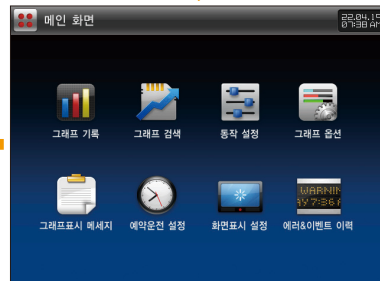 메인 화면
22.04.15
07:38 AM
그래프 기록
그래프 검색
동작 설정
그래프 옵션
그래프표시 메세지
예약운전 설정
화면표시 설정
에러&이벤트 이력
WARNIN